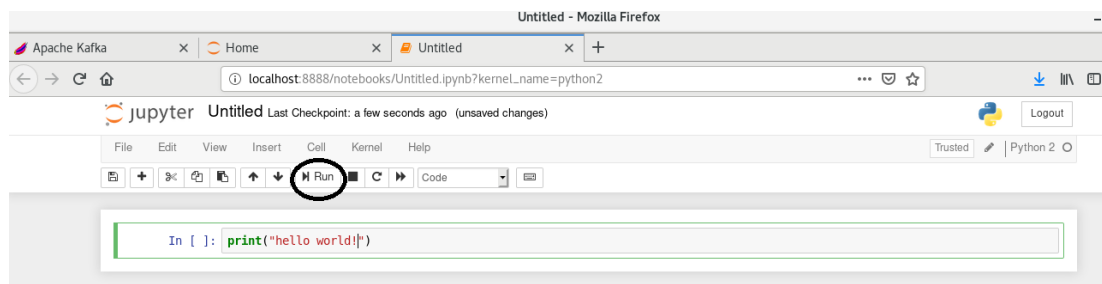 Untitled - Mozilla Firefox
Apache Kafka Home Untitled
localhost:8888/notebooks/Untitled.ipynb?kernel_name=python2
jupyter Untitled Last Checkpoint: a few seconds ago (unsaved changes) Logout
File Edit View Insert Cell Kernel Help Trusted Python 2
Run Code
In [ ]: print("hello world!")